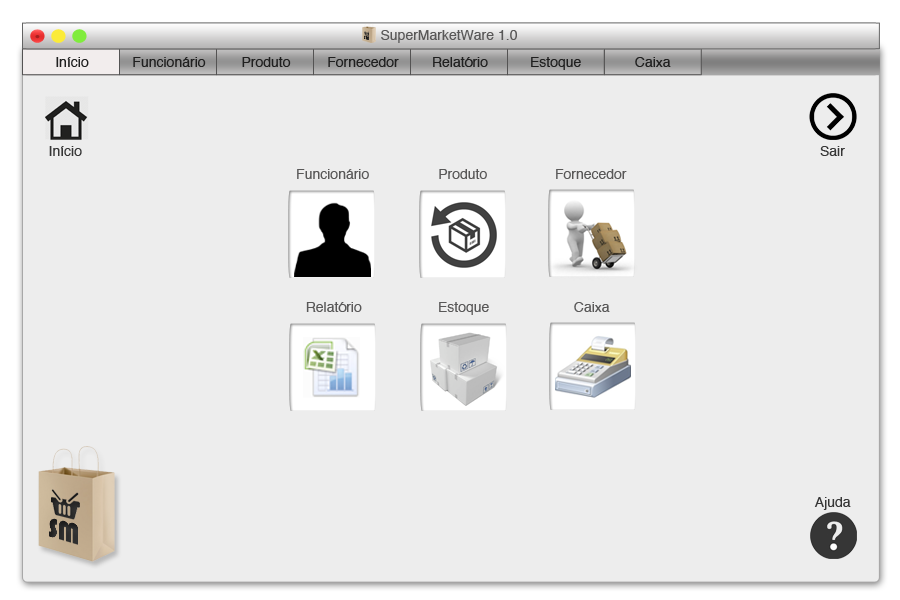 SuperMarketWare 1.0
Início Funcionário Produto Fornecedor Relatório Estoque Caixa
Início
Sair
Funcionário Produto Fornecedor
Relatório Estoque Caixa
SM
Ajuda
?